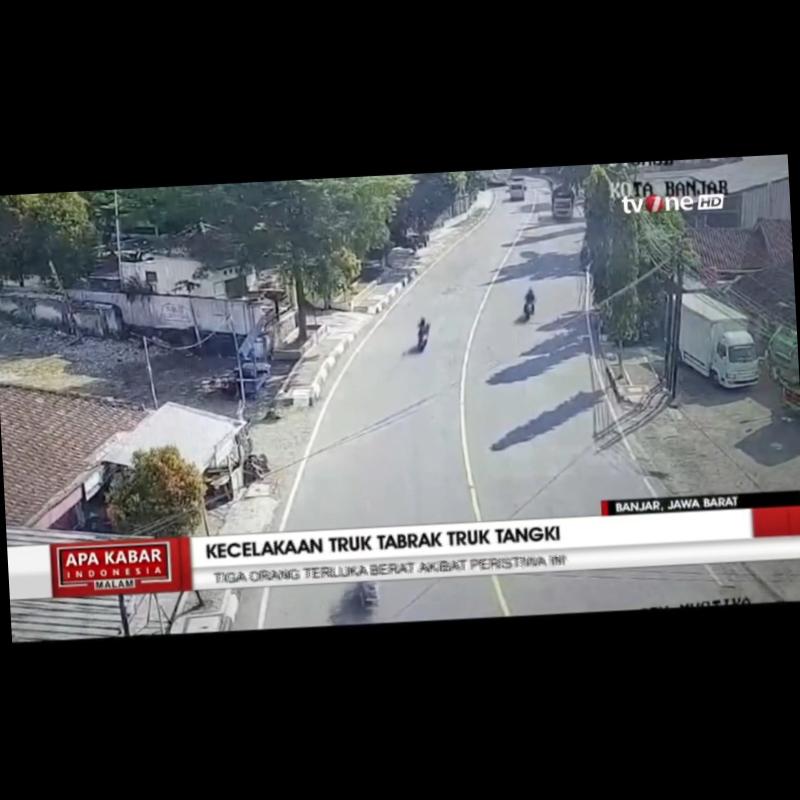 KOTA BANJAR
tvOne HD
BANJAR, JAWA BARAT
KECELAKAAN TRUK TABRAK TRUK TANGKI
TIGA ORANG TERLUKA BERAT AKIBAT PERISTIWA INI
APA KABAR
INDONESIA
MALAM